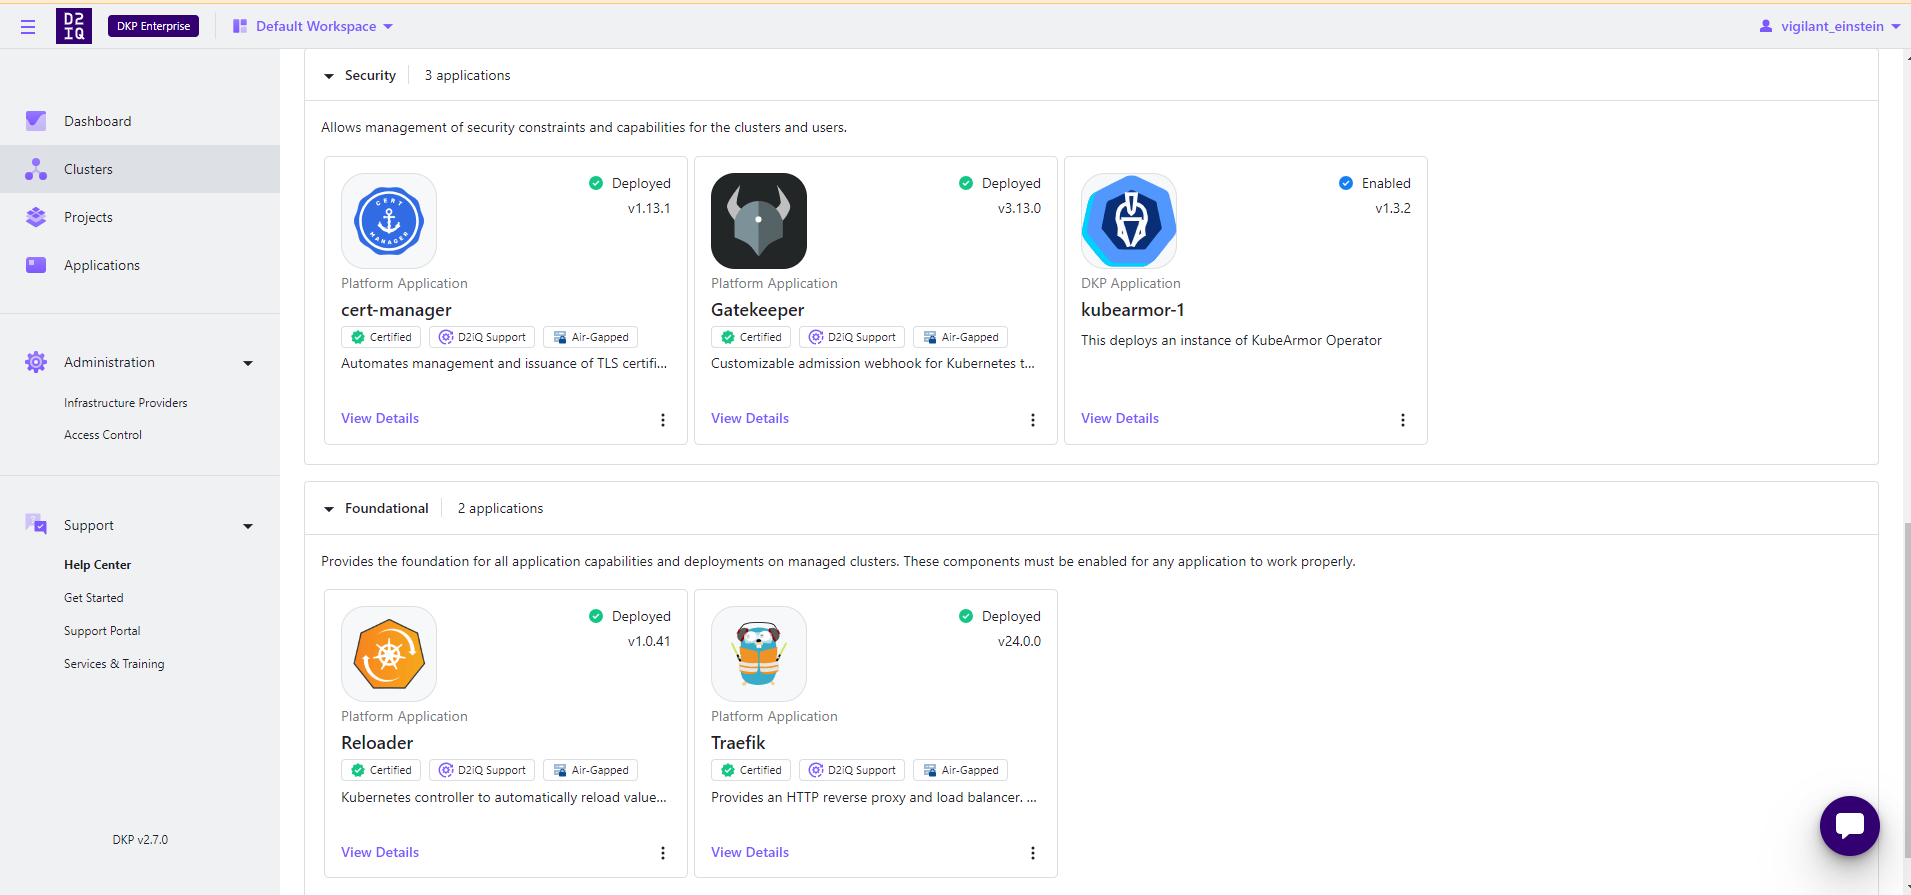 D2
IQ
DKP Enterprise
Default Workspace
vigilant_einstein
Dashboard
Clusters
Projects
Applications
Administration
Infrastructure Providers
Access Control
Support
Help Center
Get Started
Support Portal
Services & Training
DKP v2.7.0
Security
3 applications
Allows management of security constraints and capabilities for the clusters and users.
CERT
MANAGER
Deployed
v1.13.1
Platform Application
cert-manager
Certified
D2iQ Support
Air-Gapped
Automates management and issuance of TLS certifi...
View Details
Deployed
v3.13.0
Platform Application
Gatekeeper
Certified
D2iQ Support
Air-Gapped
Customizable admission webhook for Kubernetes t...
View Details
Enabled
v1.3.2
DKP Application
kubearmor-1
This deploys an instance of KubeArmor Operator
View Details
Foundational
2 applications
Provides the foundation for all application capabilities and deployments on managed clusters. These components must be enabled for any application to work properly.
Deployed
v1.0.41
Platform Application
Reloader
Certified
D2iQ Support
Air-Gapped
Kubernetes controller to automatically reload value...
View Details
Deployed
v24.0.0
Platform Application
Traefik
Certified
D2iQ Support
Air-Gapped
Provides an HTTP reverse proxy and load balancer. ...
View Details